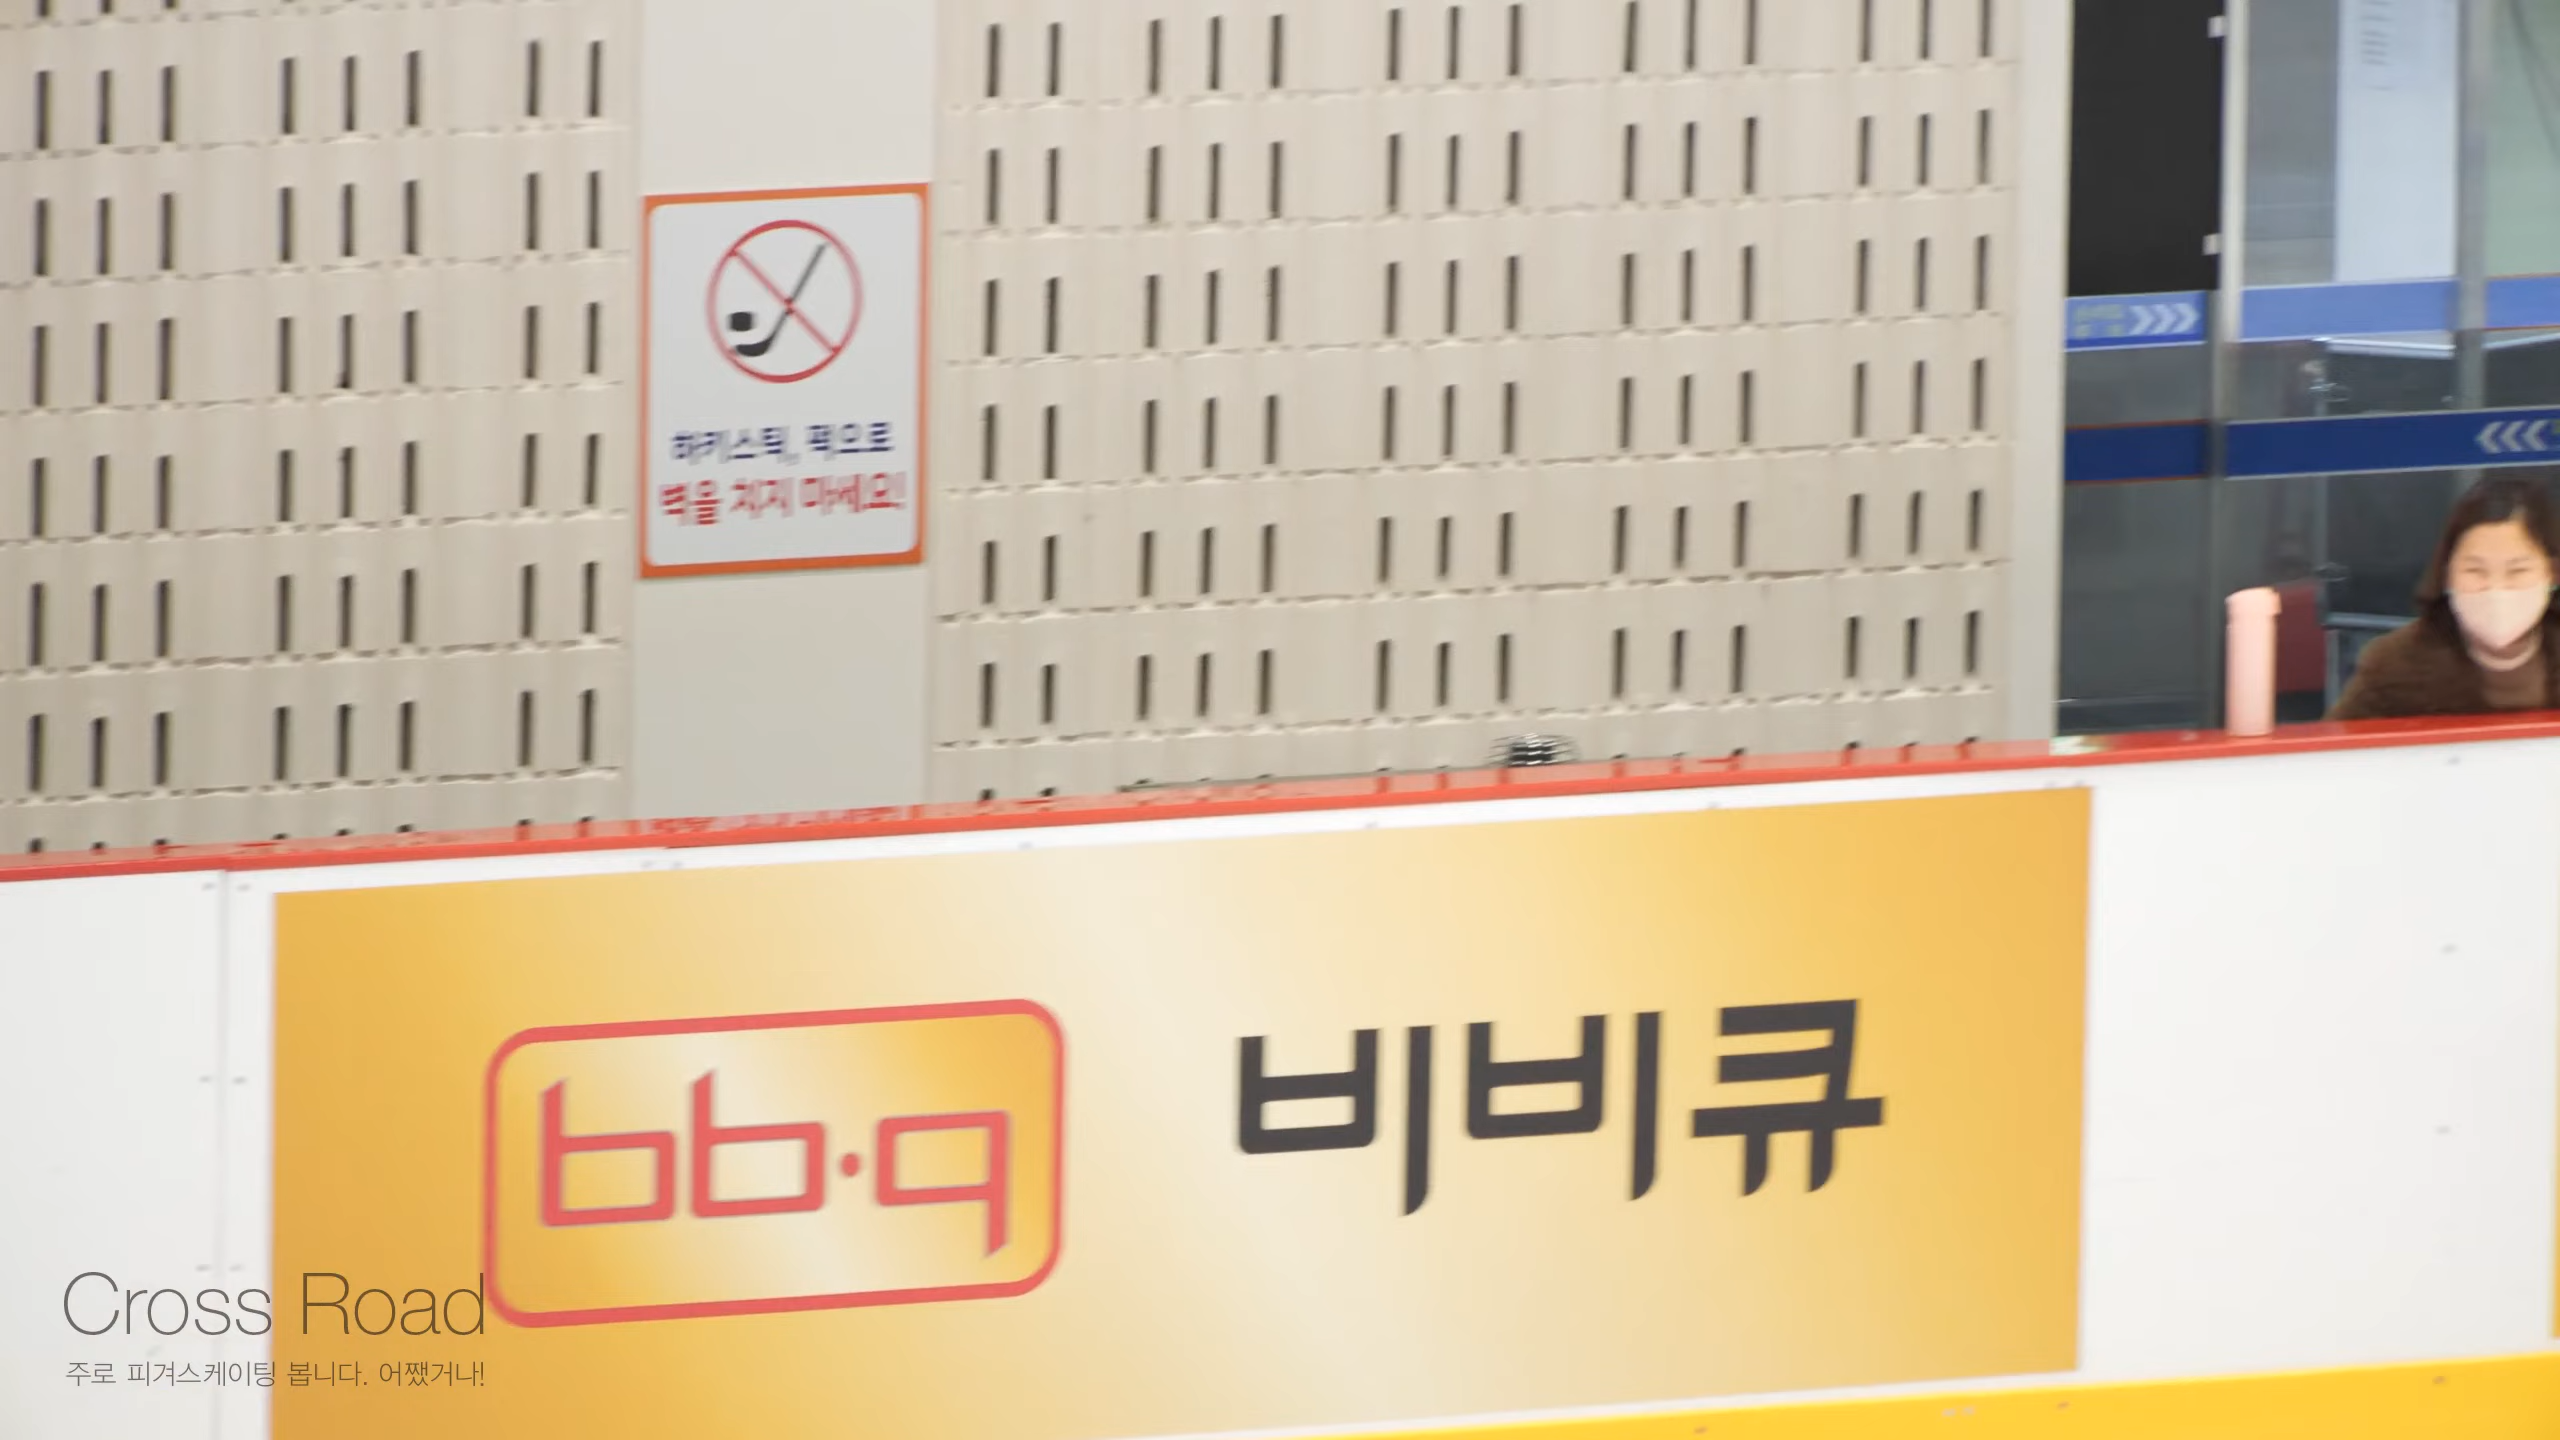 하키스틱, 퍽으로
벽을 치지 마세요!
bb.q 비비큐
Cross Road
주로 피겨스케이팅 봅니다. 어쨌거나!